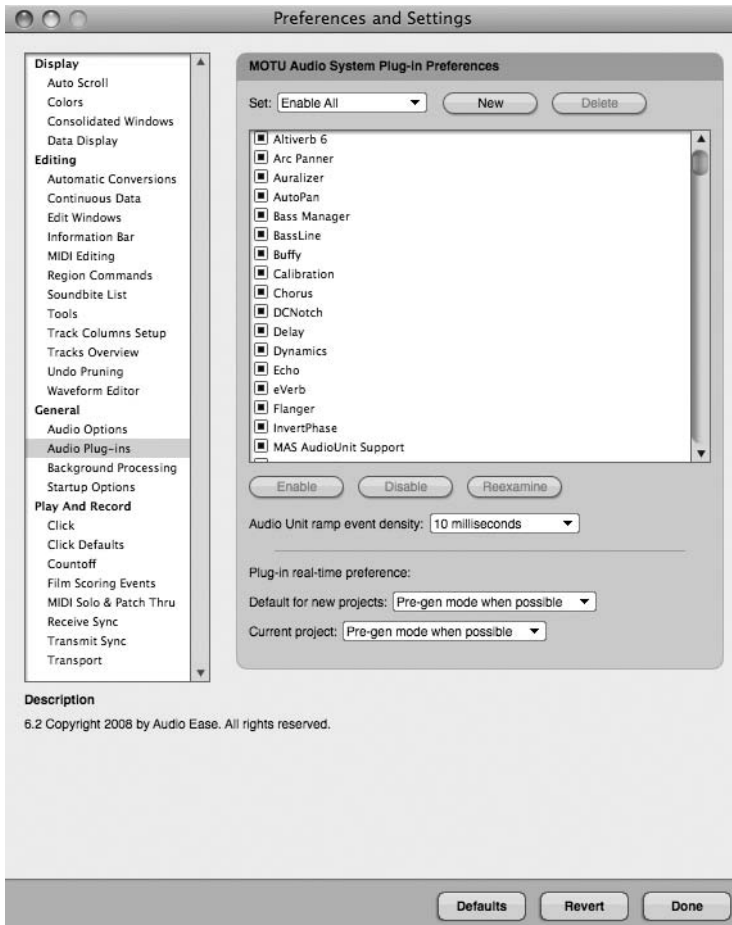 Preferences and Settings
Display
Auto Scroll
Colors
Consolidated Windows
Data Display
Editing
Automatic Conversions
Continuous Data
Edit Windows
Information Bar
MIDI Editing
Region Commands
Soundbite List
Tools
Track Columns Setup
Tracks Overview
Undo Pruning
Waveform Editor
General
Audio Options
Audio Plug-ins
Background Processing
Startup Options
Play And Record
Click
Click Defaults
Countoff
Film Scoring Events
MIDI Solo & Patch Thru
Receive Sync
Transmit Sync
Transport
MOTU Audio System Plug-in Preferences
Set: Enable All New Delete
Altiverb 6
Arc Panner
Auralizer
AutoPan
Bass Manager
BassLine
Buffy
Calibration
Chorus
DCNotch
Delay
Dynamics
Echo
eVerb
Flanger
InvertPhase
MAS AudioUnit Support
Enable Disable Reexamine
Audio Unit ramp event density: 10 milliseconds
Plug-in real-time preference:
Default for new projects: Pre-gen mode when possible
Current project: Pre-gen mode when possible
Description
6.2 Copyright 2008 by Audio Ease. All rights reserved.
Defaults Revert Done